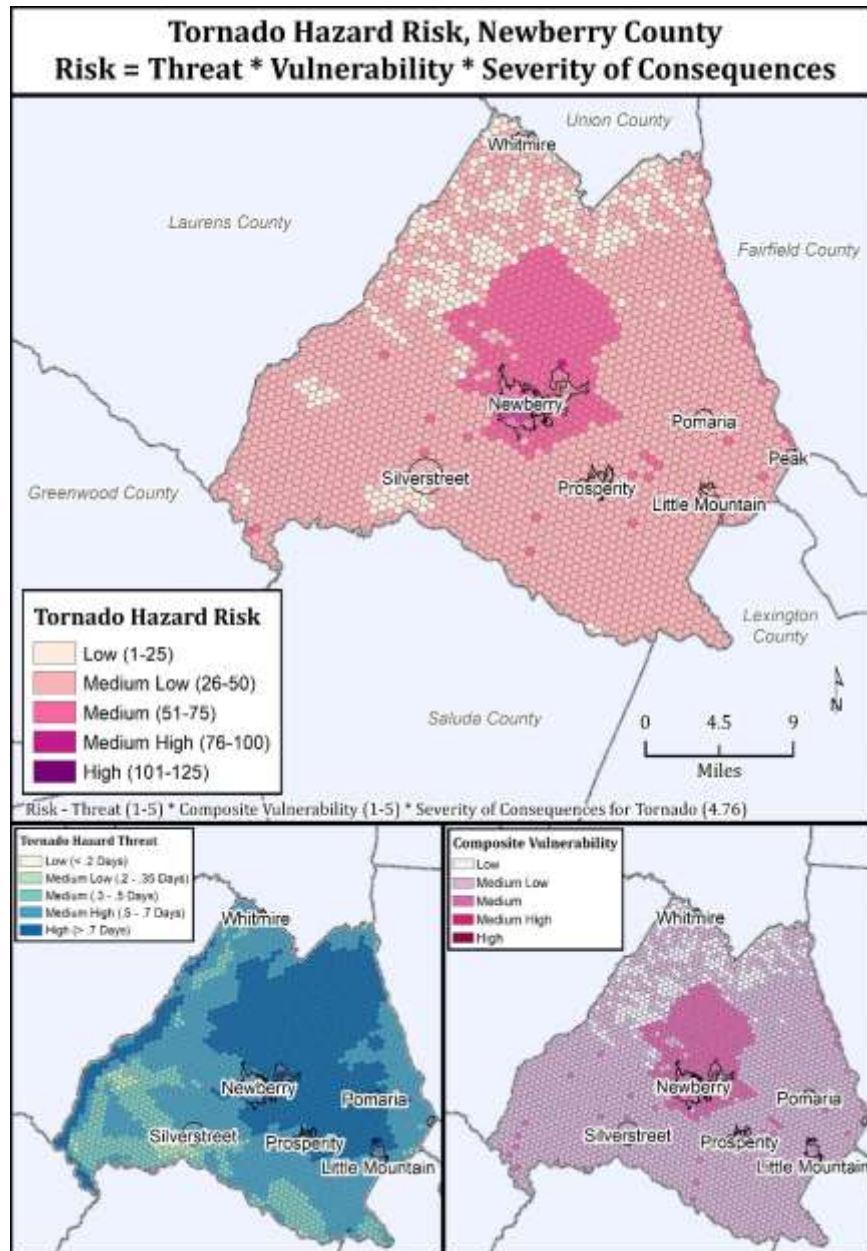 Tornado Hazard Risk, Newberry County
Risk = Threat * Vulnerability * Severity of Consequences
Union County
Whitmire
Laurens County
Fairfield County
Newberry
Pomaria
Peak
Silverstreet
Greenwood County
Prosperity
Little Mountain
Lexington
County
Saluda County
N
Tornado Hazard Risk
Low (1-25)
Medium Low (26-50)
Medium (51-75)
Medium High (76-100)
High (101-125)
0 4.5 9
Miles
Risk - Threat (1-5) * Composite Vulnerability (1-5) * Severity of Consequences for Tornado (4.76)
Tornado Hazard Threat
Low (< .2 Days)
Medium Low (.2 - .35 Days)
Medium (.3 - .5 Days)
Medium High (.5 - .7 Days)
High (> .7 Days)
Whitmire
Newberry
Pomaria
Silverstreet
Prosperity
Little Mountain
Composite Vulnerability
Low
Medium Low
Medium
Medium High
High
Whitmire
Newberry
Pomaria
Silverstreet
Prosperity
Little Mountain